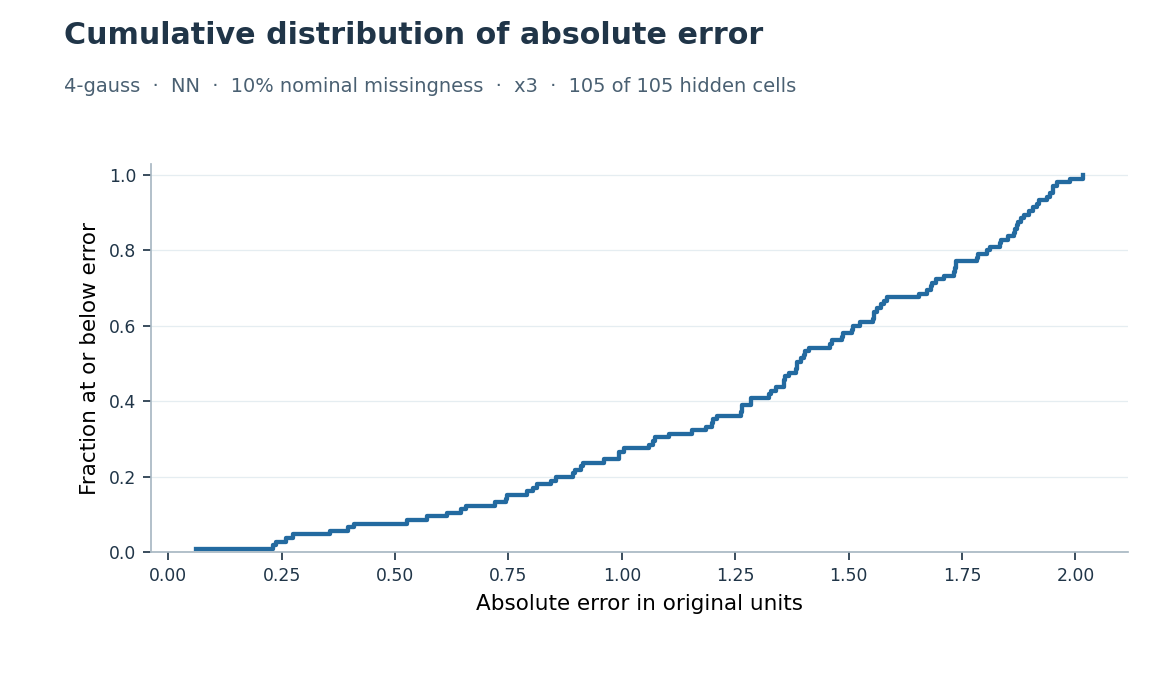 Cumulative distribution of absolute error
4-gauss · NN · 10% nominal missingness · x3 · 105 of 105 hidden cells
Fraction at or below error
1.0
0.8
0.6
0.4
0.2
0.0
0.00 0.25 0.50 0.75 1.00 1.25 1.50 1.75 2.00
Absolute error in original units